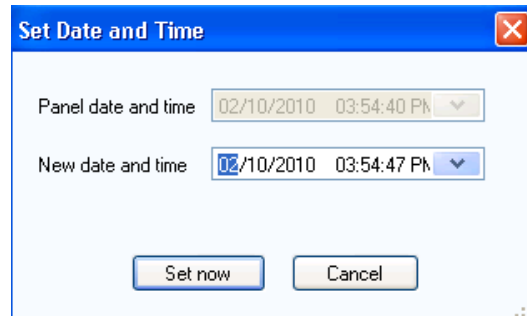 Set Date and Time
Panel date and time 02/10/2010 03:54:40 PM
New date and time 02/10/2010 03:54:47 PM
Set now Cancel